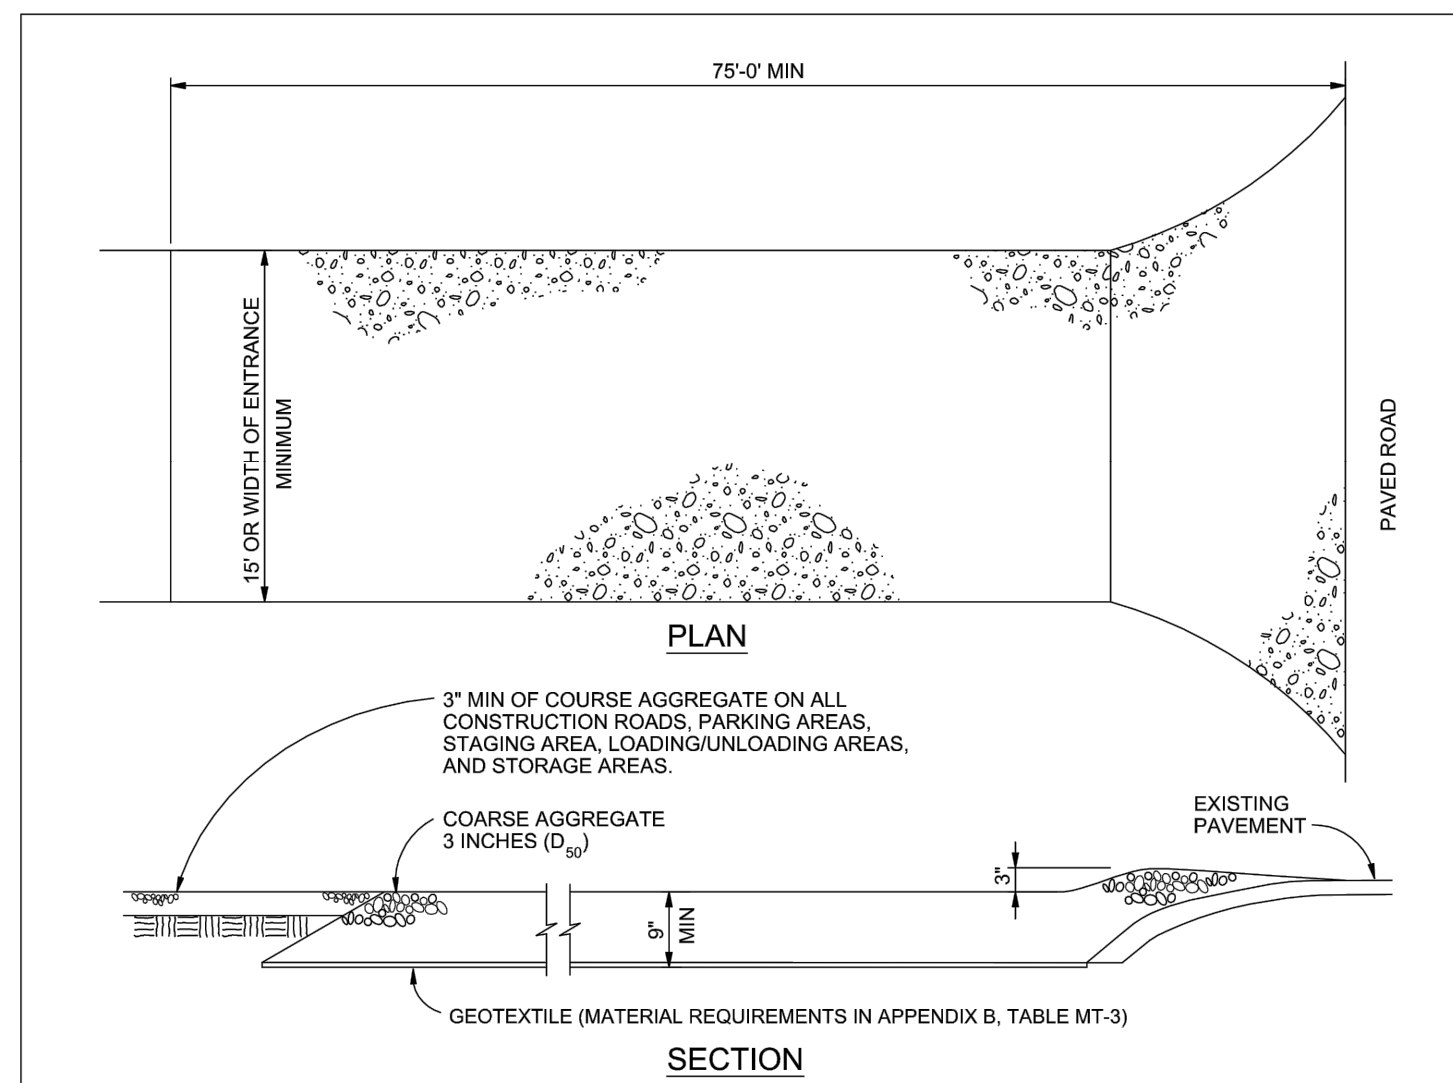 75'-0' MIN
15' OR WIDTH OF ENTRANCE
MINIMUM
PAVED ROAD
PLAN
3" MIN OF COURSE AGGREGATE ON ALL
CONSTRUCTION ROADS, PARKING AREAS,
STAGING AREA, LOADING/UNLOADING AREAS,
AND STORAGE AREAS.
COARSE AGGREGATE
3 INCHES (D50)
EXISTING
PAVEMENT
3"
9"
MIN
GEOTEXTILE (MATERIAL REQUIREMENTS IN APPENDIX B, TABLE MT-3)
SECTION